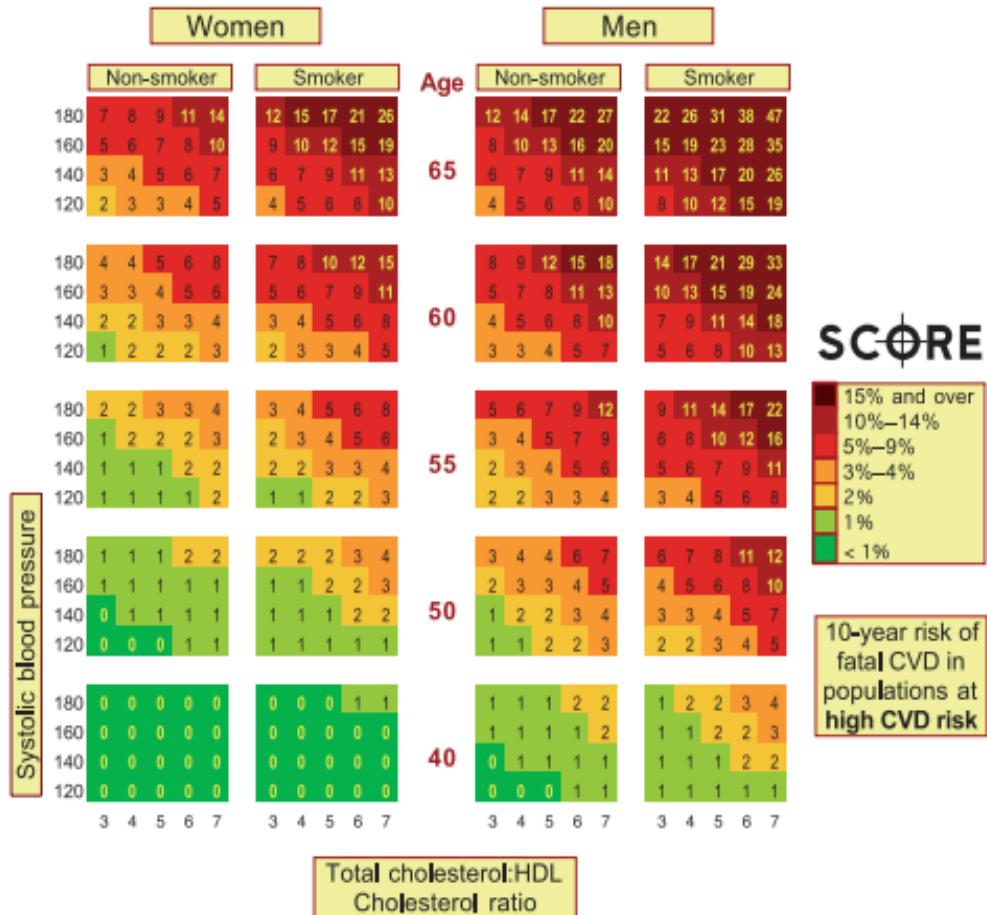 Women Men
Non-smoker Smoker Age Non-smoker Smoker
180 7 8 9 11 14 12 15 17 21 26 12 14 17 22 27 22 26 31 38 47
160 5 6 7 8 10 9 10 12 15 19 8 10 13 16 20 15 19 23 28 35
65
140 3 4 5 6 7 6 7 9 11 13 6 7 9 11 14 11 13 17 20 26
120 2 3 3 4 5 4 5 6 8 10 4 5 6 8 10 8 10 12 15 19
180 4 4 5 6 8 7 8 10 12 15 8 9 12 15 18 14 17 21 29 33
160 3 3 4 5 6 5 6 7 9 11 5 7 8 11 13 10 13 15 19 24
60
140 2 2 3 3 4 3 4 5 6 8 4 5 6 8 10 7 9 11 14 18
120 1 2 2 2 3 2 3 3 4 5 3 3 4 5 7 5 6 8 10 13
180 2 2 3 3 4 3 4 5 6 8 5 6 7 9 12 9 11 14 17 22
160 1 2 2 2 3 2 3 4 5 6 3 4 5 7 9 6 8 10 12 16
55
140 1 1 1 2 2 2 2 3 3 4 2 3 4 5 6 5 6 7 9 11
120 1 1 1 1 2 1 1 2 2 3 2 2 3 3 4 3 4 5 6 8
180 1 1 1 2 2 2 2 2 3 4 3 4 4 6 7 6 7 8 11 12
160 1 1 1 1 1 1 1 2 2 3 2 3 3 4 5 4 5 6 8 10
50
140 0 1 1 1 1 1 1 1 2 2 1 2 2 3 4 3 3 4 5 7
120 0 0 0 1 1 1 1 1 1 1 1 1 2 2 3 2 2 3 4 5
180 0 0 0 0 0 0 0 0 1 1 1 1 1 2 2 1 2 2 3 4
160 0 0 0 0 0 0 0 0 0 0 1 1 1 1 2 1 1 2 2 3
40
140 0 0 0 0 0 0 0 0 0 0 0 1 1 1 1 1 1 1 2 2
120 0 0 0 0 0 0 0 0 0 0 0 0 0 1 1 1 1 1 1 1
3 4 5 6 7 3 4 5 6 7 3 4 5 6 7 3 4 5 6 7
Systolic blood pressure
Total cholesterol:HDL
Cholesterol ratio
SCORE
15% and over
10%–14%
5%–9%
3%–4%
2%
1%
< 1%
10-year risk of
fatal CVD in
populations at
high CVD risk